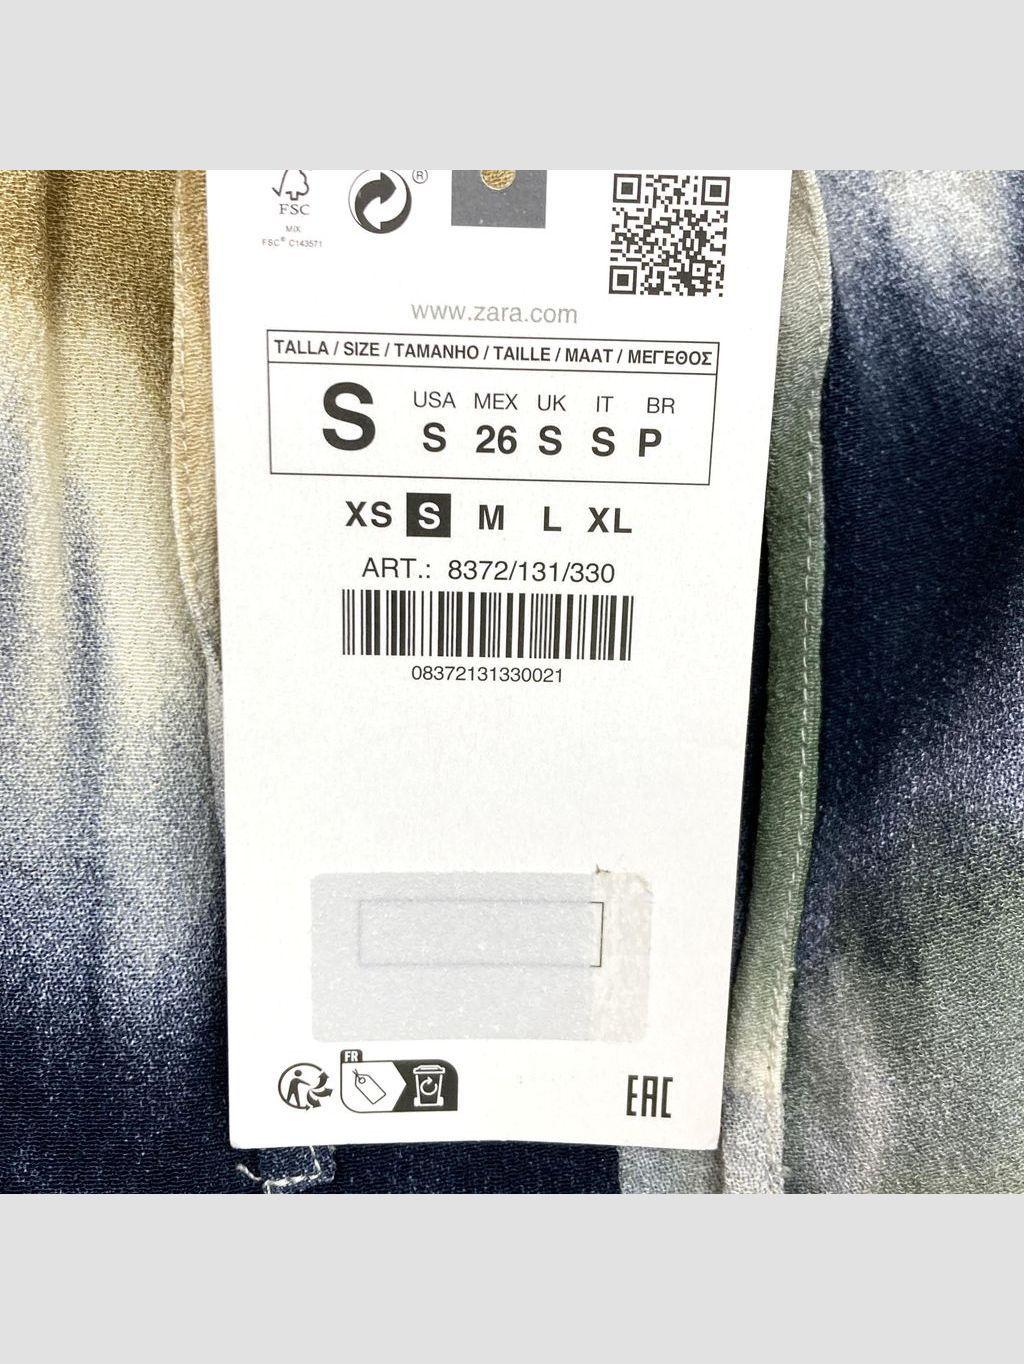 FSC
®
MIX
FSC® C143571
www.zara.com
TALLA / SIZE / TAMANHO / TAILLE / MAAT / ΜΕΓΕΘΟΣ
S
USA MEX UK IT BR
S 26 S S P
XS S M L XL
ART.: 8372/131/330
08372131330021
FR
EAC